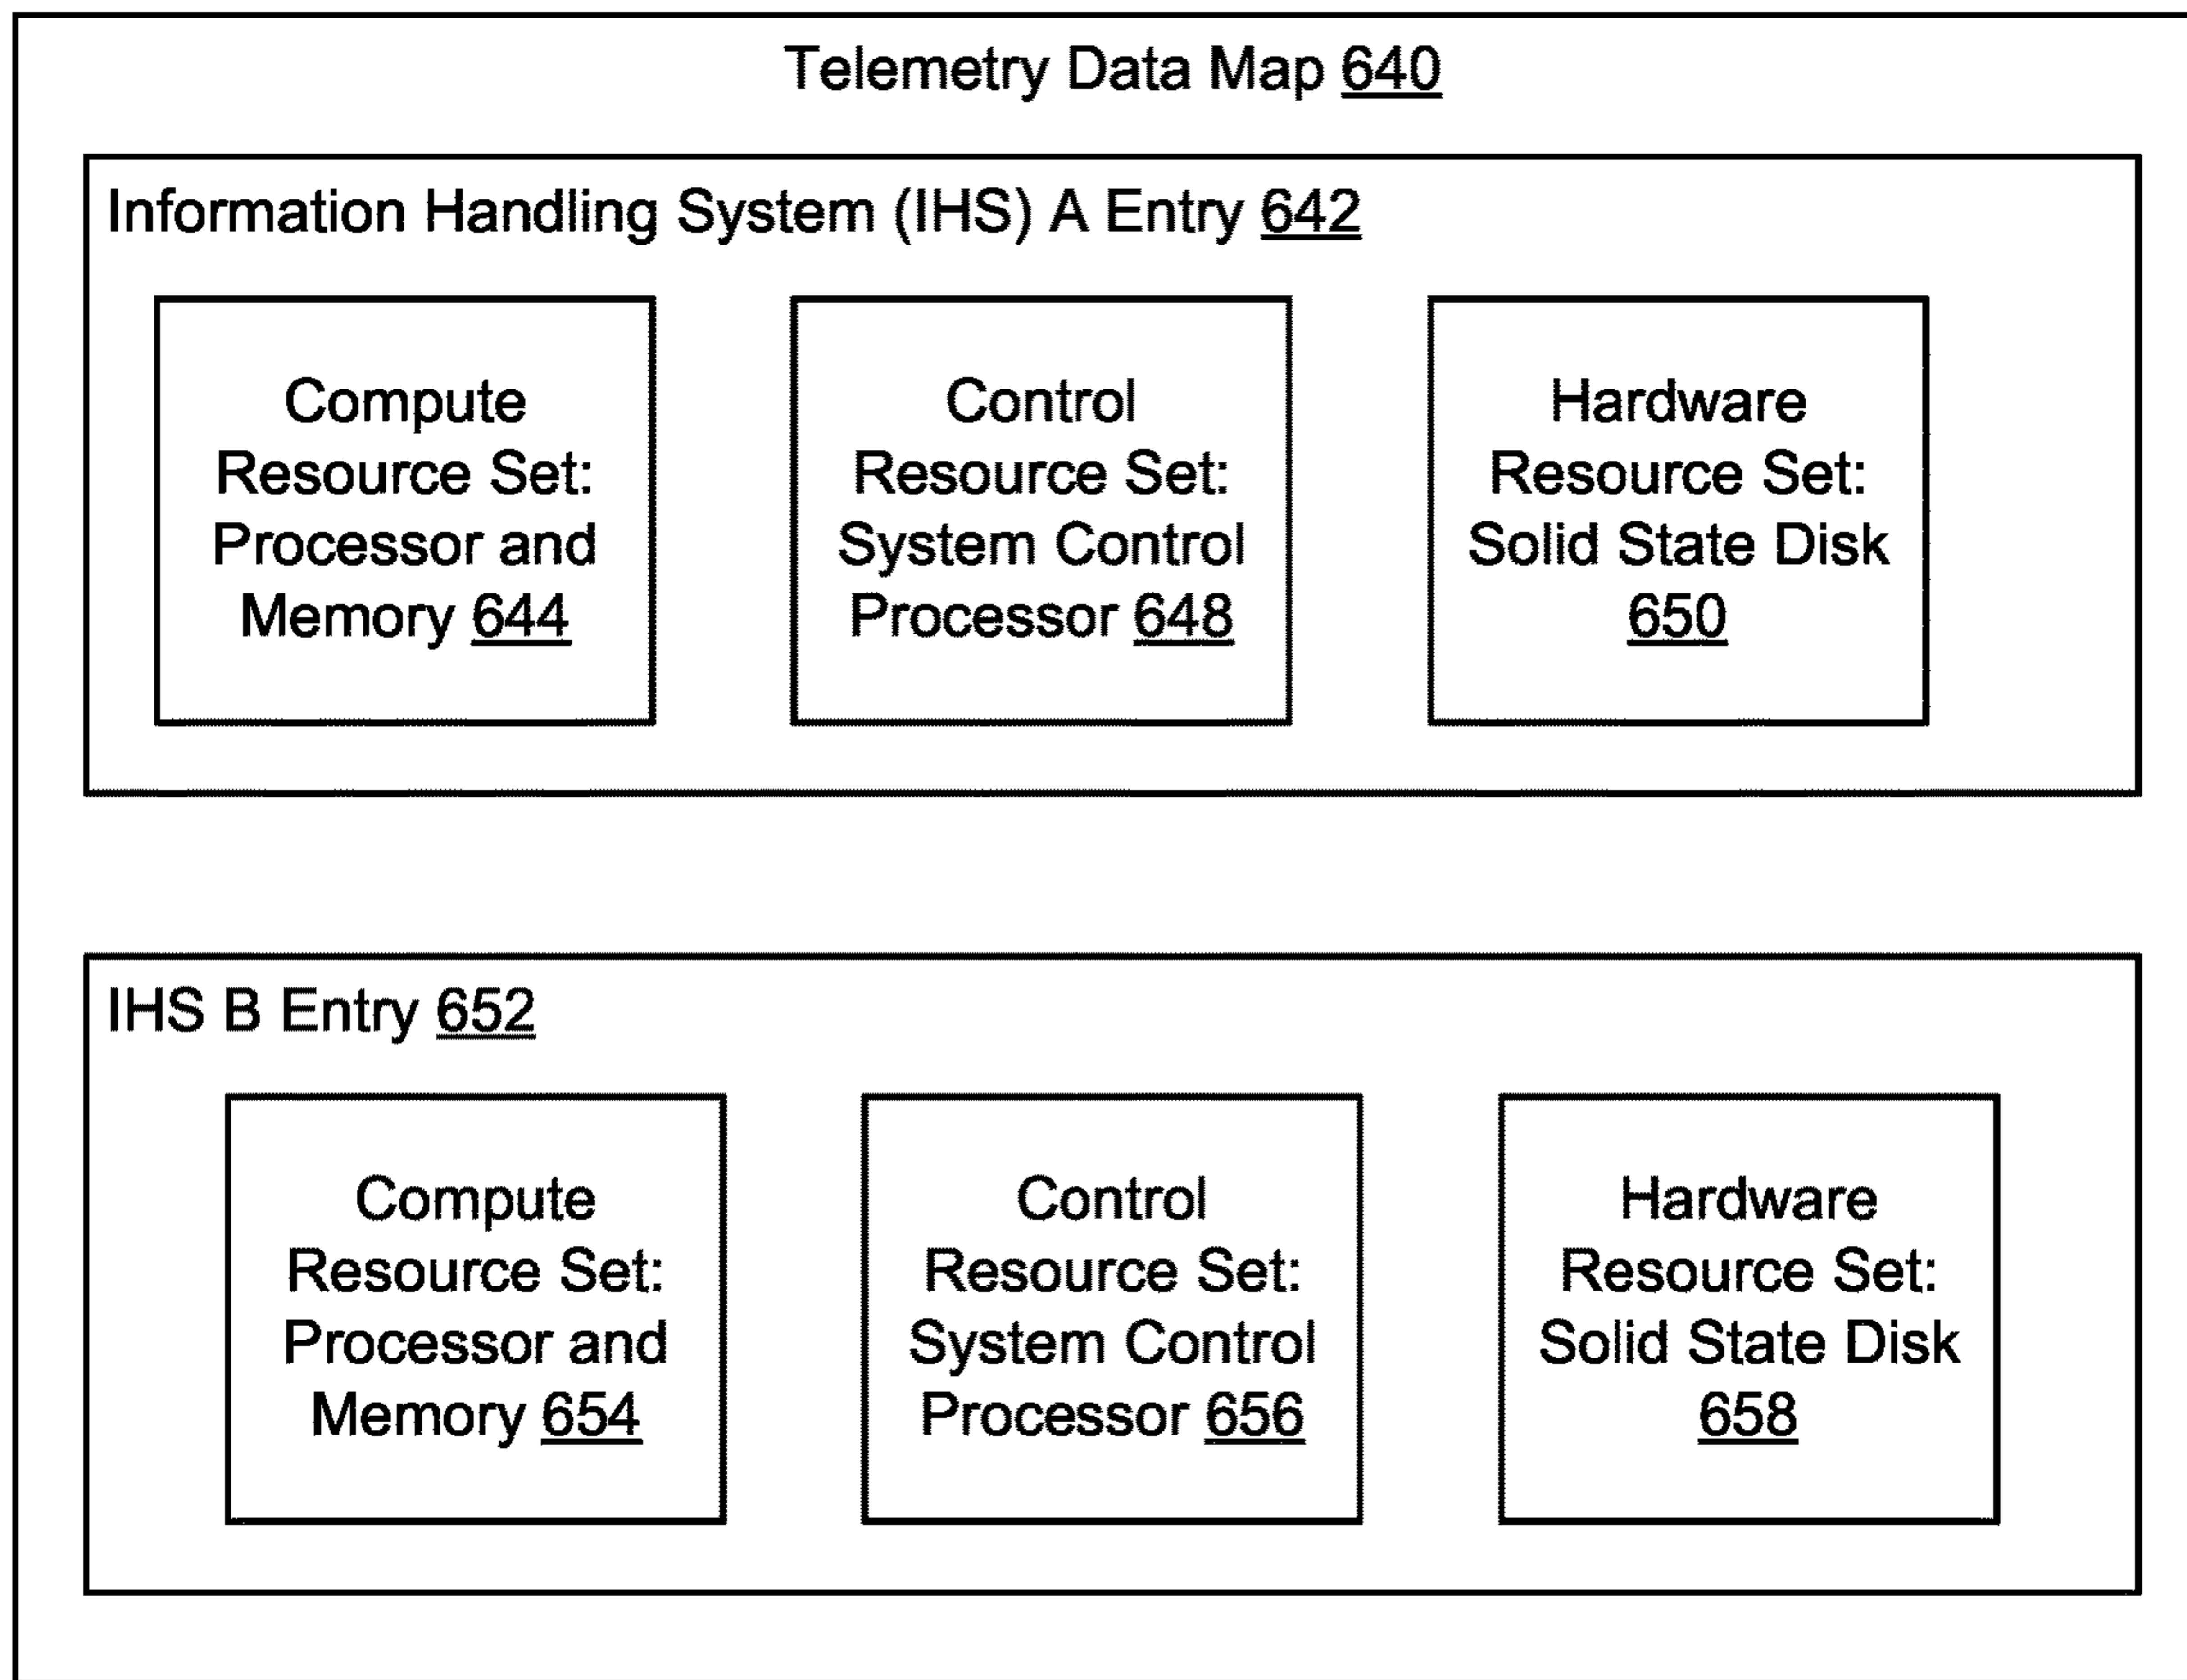 Telemetry Data Map 640
Information Handling System (IHS) A Entry 642
Compute
Resource Set:
Processor and
Memory 644
Control
Resource Set:
System Control
Processor 648
Hardware
Resource Set:
Solid State Disk
650
IHS B Entry 652
Compute
Resource Set:
Processor and
Memory 654
Control
Resource Set:
System Control
Processor 656
Hardware
Resource Set:
Solid State Disk
658